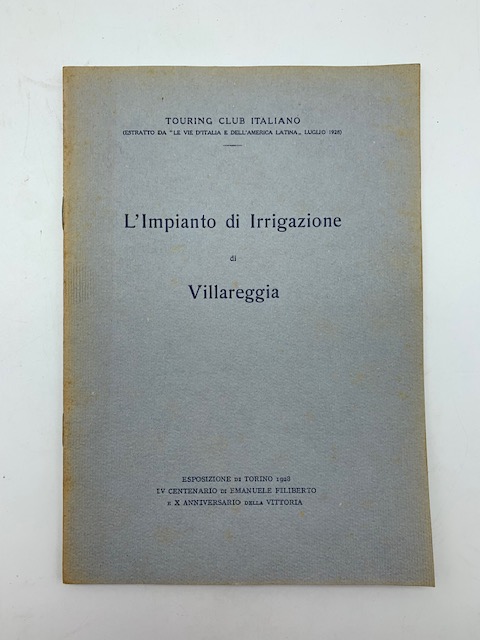 TOURING CLUB ITALIANO
(ESTRATTO DA "LE VIE D'ITALIA E DELL'AMERICA LATINA„ LUGLIO 1928)
L'Impianto di Irrigazione
di
Villareggia
ESPOSIZIONE DI TORINO 1928
IV CENTENARIO DI EMANUELE FILIBERTO
E X ANNIVERSARIO DELLA VITTORIA